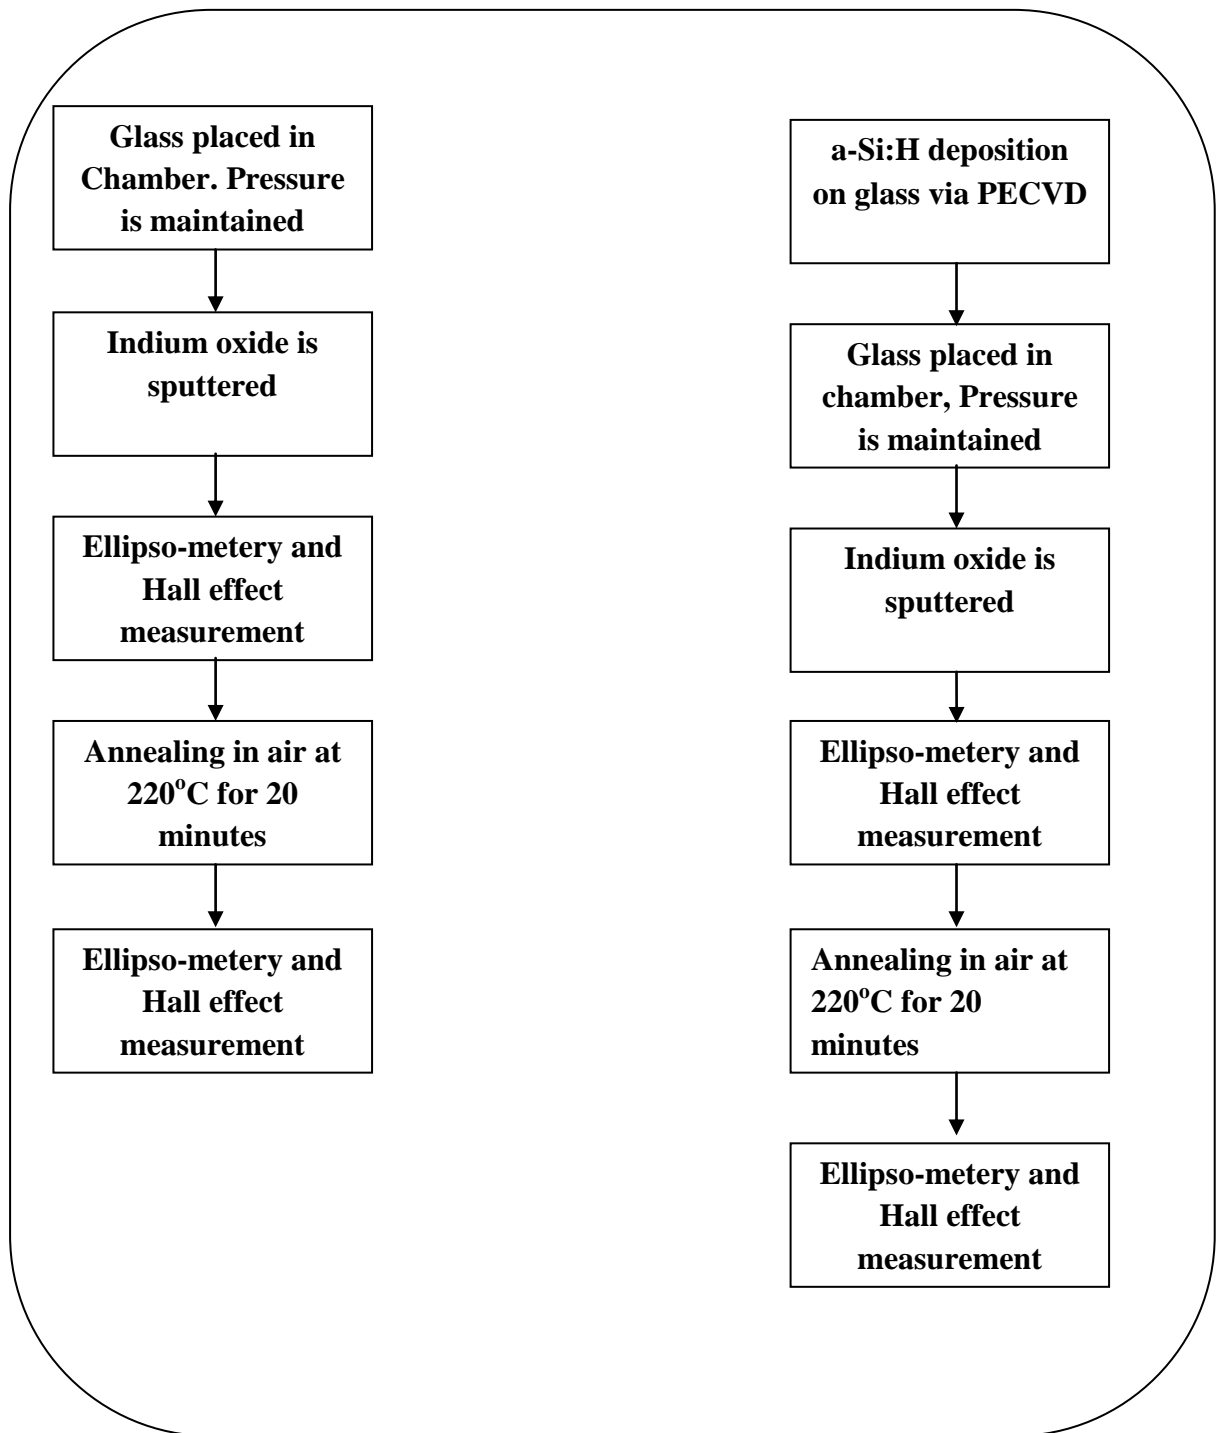 Glass placed in
Chamber. Pressure
is maintained
Indium oxide is
sputtered
Ellipso-metery and
Hall effect
measurement
Annealing in air at
220°C for 20
minutes
Ellipso-metery and
Hall effect
measurement
a-Si:H deposition
on glass via PECVD
Glass placed in
chamber, Pressure
is maintained
Indium oxide is
sputtered
Ellipso-metery and
Hall effect
measurement
Annealing in air at
220°C for 20
minutes
Ellipso-metery and
Hall effect
measurement